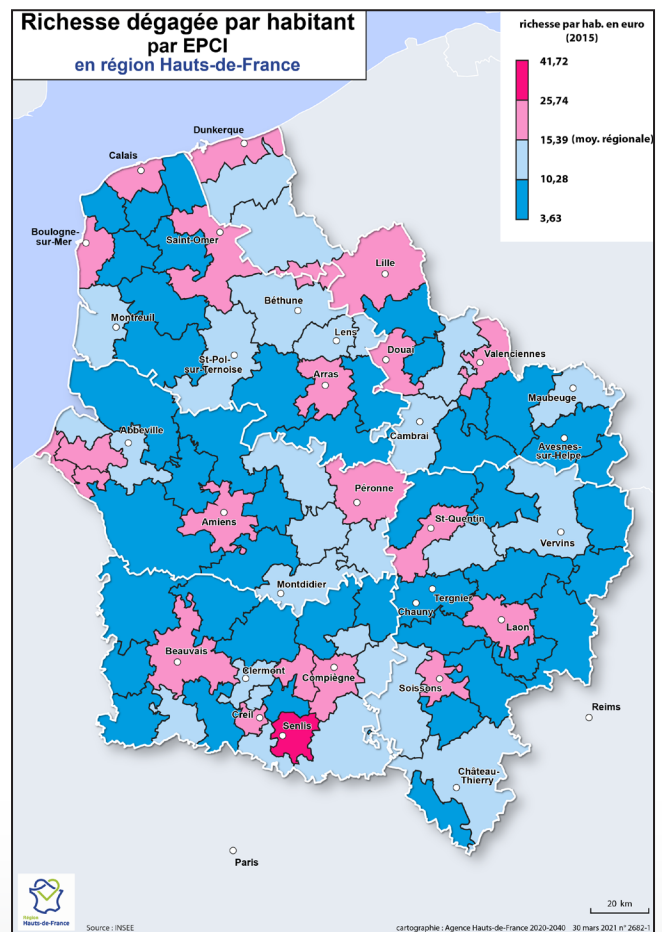 Richesse dégagée par habitant
par EPCI
en région Hauts-de-France
richesse par hab. en euro
(2015)
41,72
25,74
15,39 (moy. régionale)
10,28
3,63
Dunkerque
Calais
Boulogne-
sur-Mer
Saint-Omer
Lille
Béthune
Montreuil
Lens
St-Pol-
sur-Ternoise
Douai
Valenciennes
Arras
Maubeuge
Abbeville
Cambrai
Avesnes-
sur-Helpe
Péronne
Amiens
St-Quentin
Vervins
Montdidier
Tergnier
Chauny
Laon
Beauvais
Clermont
Compiègne
Soissons
Creil
Senlis
Reims
Château-
Thierry
Paris
20 km
Région
Hauts-de-France
Source : INSEE
cartographie : Agence Hauts-de-France 2020-2040 30 mars 2021 n° 2682-1